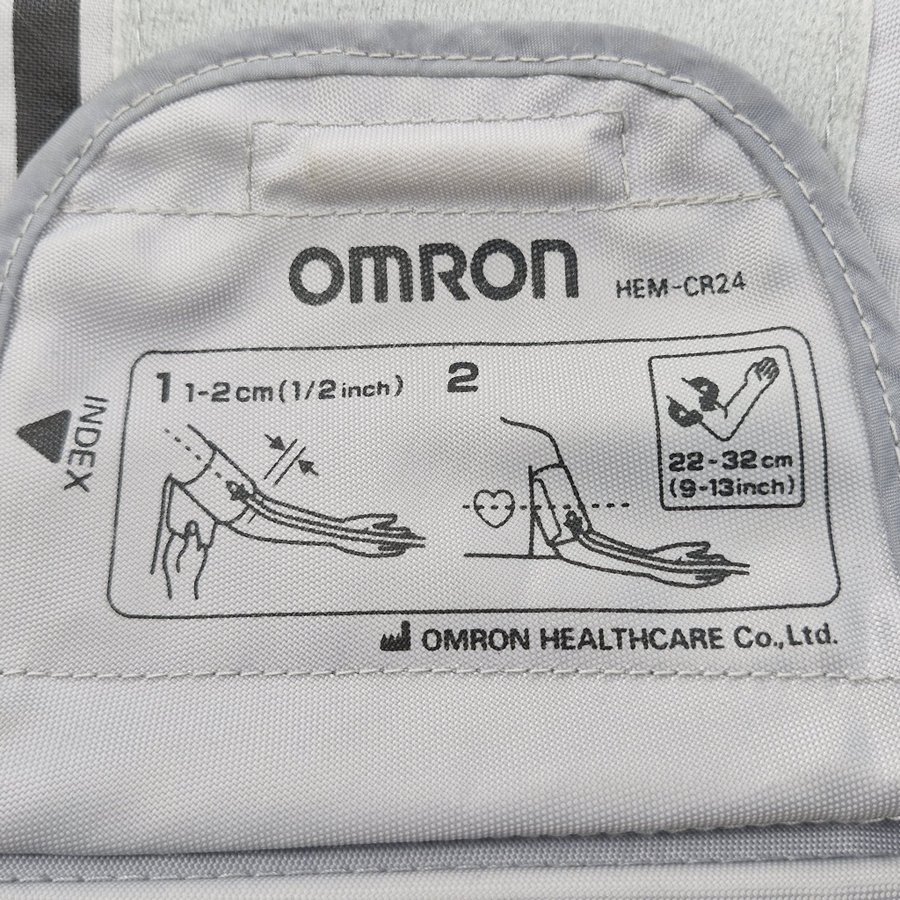 OMRON HEM-CR24
INDEX
1 1-2cm(1/2inch) 2
22-32cm
(9-13inch)
OMRON HEALTHCARE Co.,Ltd.